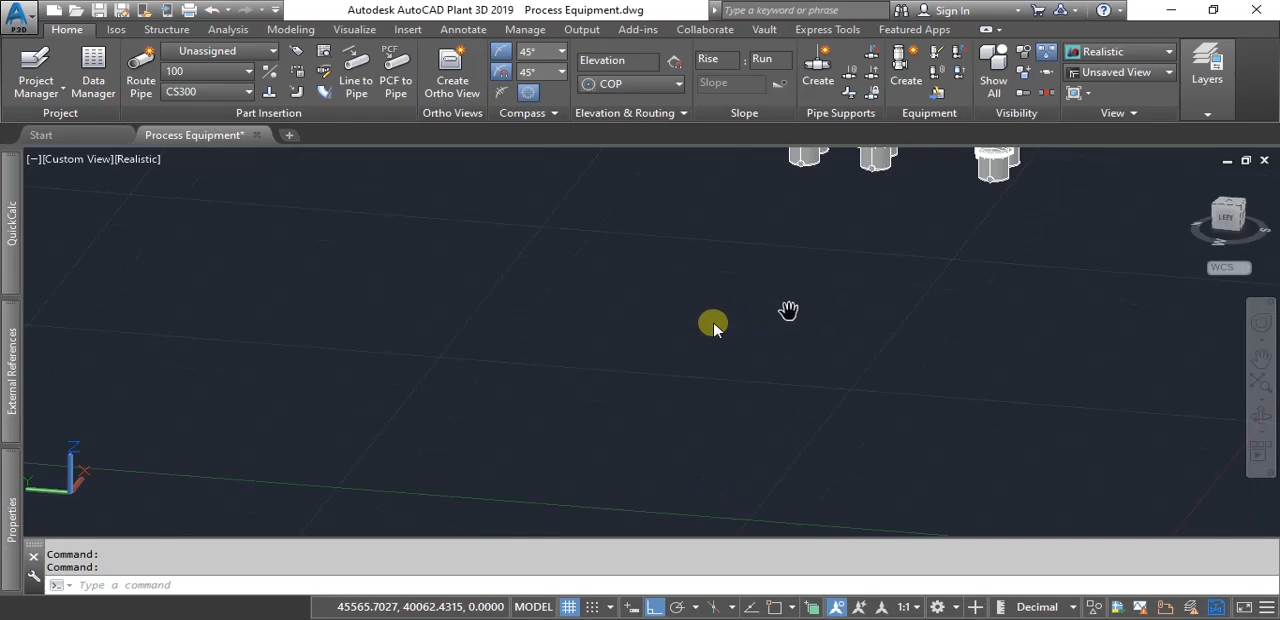 P3D
Autodesk AutoCAD Plant 3D 2019 Process Equipment.dwg
Type a keyword or phrase
Sign In
Home Isos Structure Analysis Modeling Visualize Insert Annotate Manage Output Add-ins Collaborate Vault Express Tools Featured Apps
Project Manager
Data Manager
Project
Route Pipe
Unassigned
100
CS300
Line to Pipe
PCF
PCF to Pipe
Part Insertion
Create Ortho View
Ortho Views
45°
45°
Compass
Elevation
COP
Elevation & Routing
Rise : Run
Slope
Slope
Create
Pipe Supports
Create
Equipment
Show All
Visibility
Realistic
Unsaved View
View
Layers
Start
Process Equipment*
[−][Custom View][Realistic]
QuickCalc
External References
Properties
LEFT
N
W
S
WCS
Z
X
Y
Command:
Command:
Type a command
45565.7027, 40062.4315, 0.0000 MODEL 1:1 Decimal